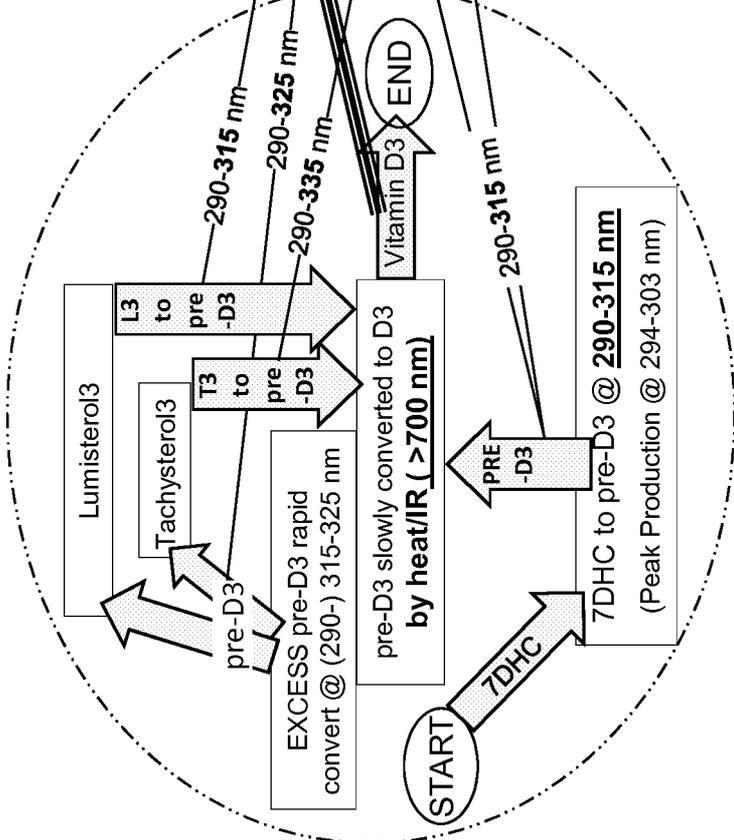 Lumisterol3
Tachysterol3
L3
to
pre
-D3
T3
to
pre
-D3
290-315 nm
290-325 nm
290-335 nm
pre-D3
EXCESS pre-D3 rapid
convert @ (290-) 315-325 nm
pre-D3 slowly converted to D3
by heat/IR ( >700 nm)
Vitamin D3
END
START
7DHC
PRE
-D3
290-315 nm
7DHC to pre-D3 @ 290-315 nm
(Peak Production @ 294-303 nm)